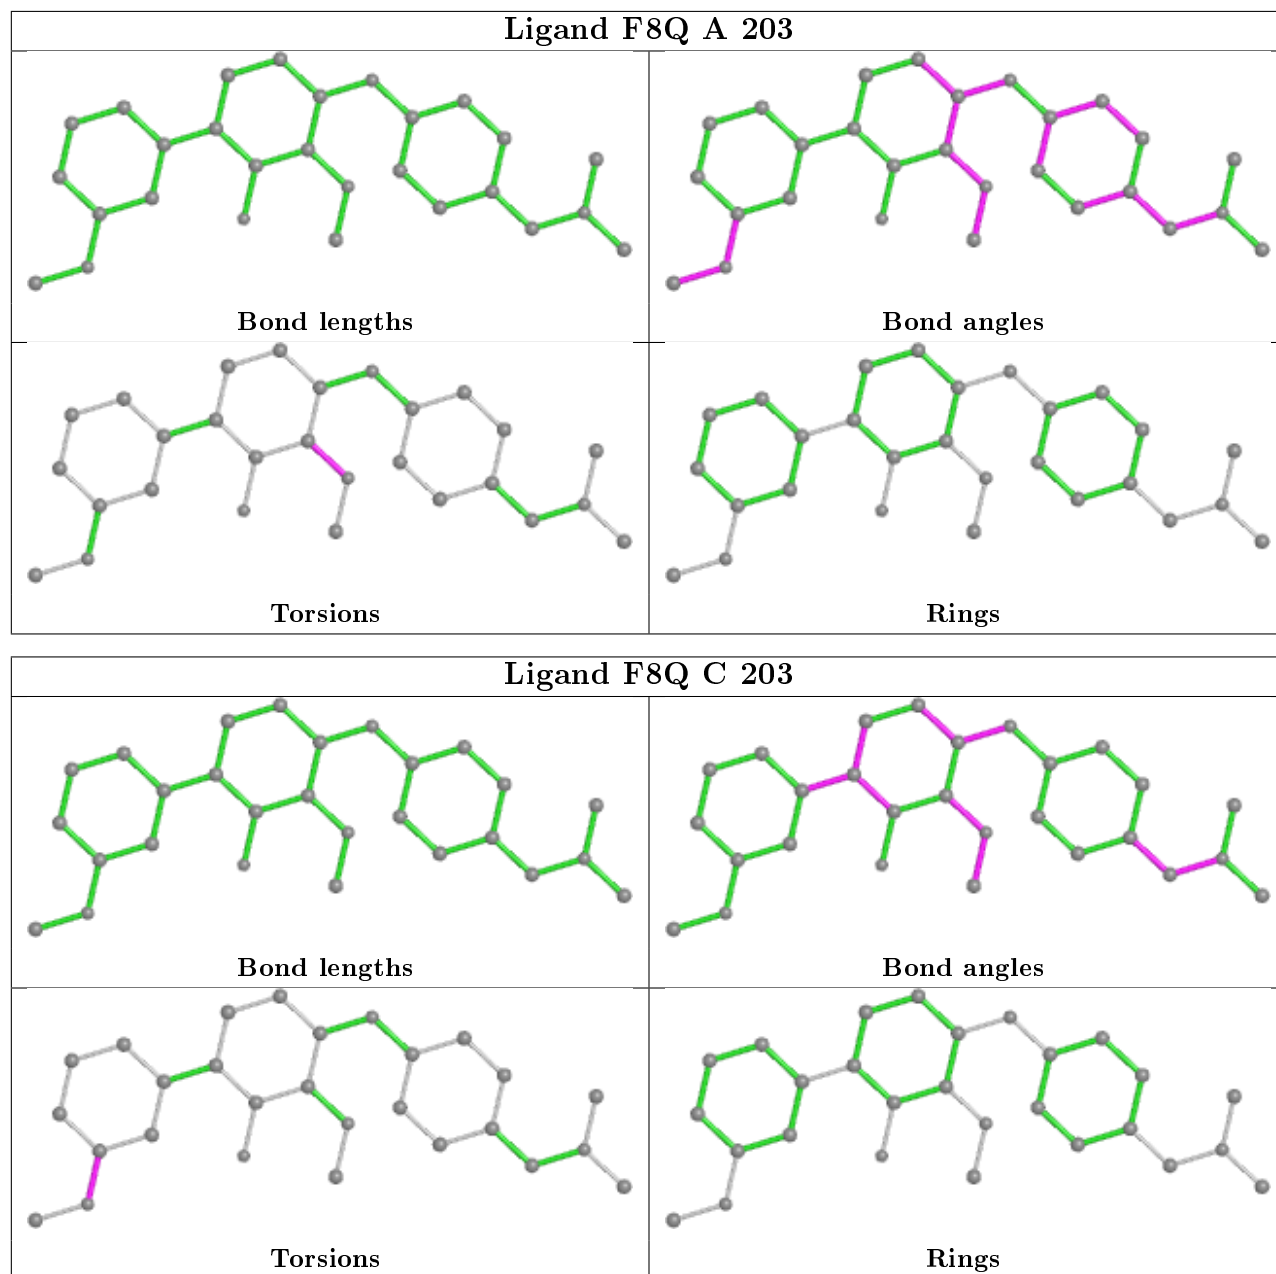 Ligand F8Q A 203
Bond lengths
Bond angles
Torsions
Rings
Ligand F8Q C 203
Bond lengths
Bond angles
Torsions
Rings